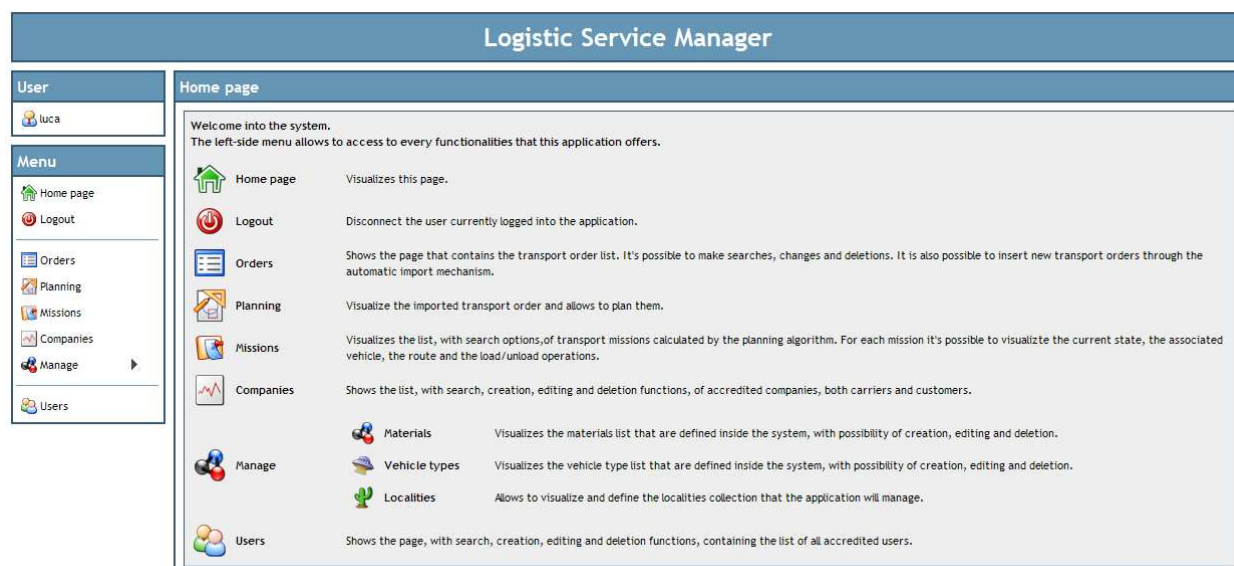 Logistic Service Manager
User
luca
Menu
Home page
Logout
Orders
Planning
Missions
Companies
Manage
Users
Home page
Welcome into the system.
The left-side menu allows to access to every functionalities that this application offers.
Home page Visualizes this page.
Logout Disconnect the user currently logged into the application.
Orders Shows the page that contains the transport order list. It's possible to make searches, changes and deletions. It is also possible to insert new transport orders through the
automatic import mechanism.
Planning Visualize the imported transport order and allows to plan them.
Missions Visualizes the list, with search options,of transport missions calculated by the planning algorithm. For each mission it's possible to visualizte the current state, the associated
vehicle, the route and the load/unload operations.
Companies Shows the list, with search, creation, editing and deletion functions, of accredited companies, both carriers and customers.
Manage
Materials Visualizes the materials list that are defined inside the system, with possibility of creation, editing and deletion.
Vehicle types Visualizes the vehicle type list that are defined inside the system, with possibility of creation, editing and deletion.
Localities Allows to visualize and define the localities collection that the application will manage.
Users Shows the page, with search, creation, editing and deletion functions, containing the list of all accredited users.